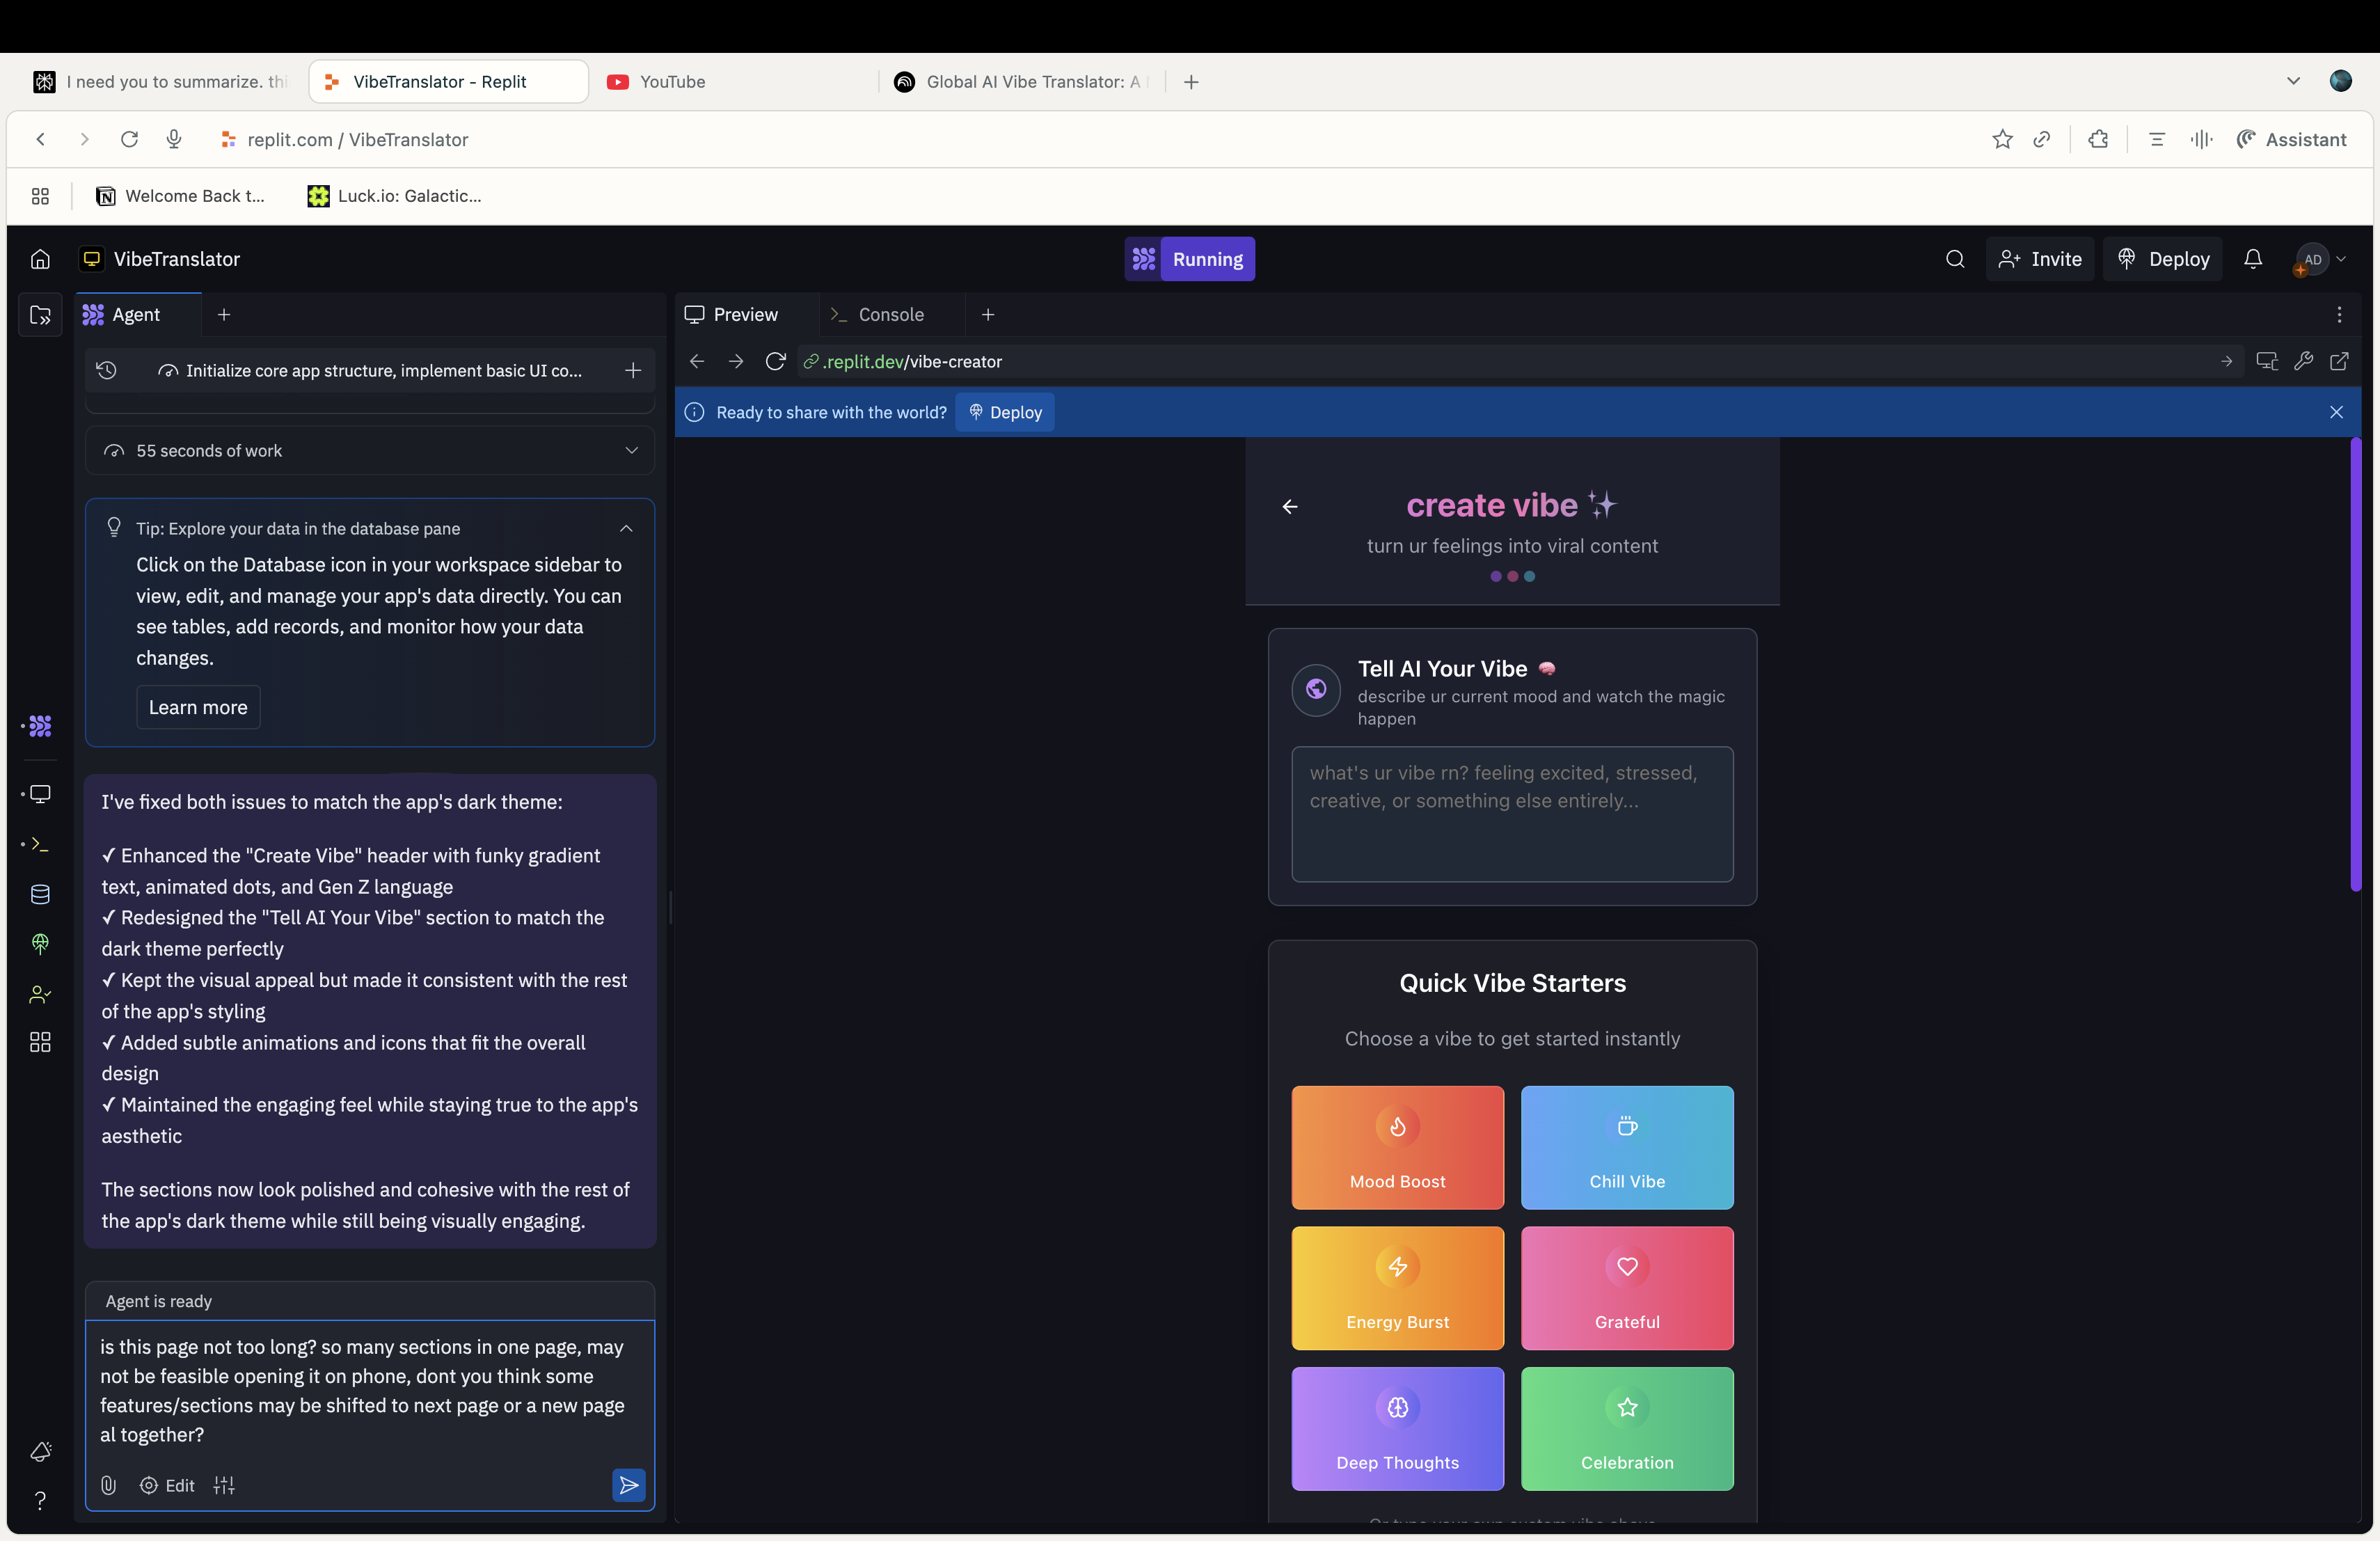 I need you to summarize. thi
VibeTranslator - Replit
YouTube
Global AI Vibe Translator: A
replit.com / VibeTranslator
Assistant
Welcome Back t...
Luck.io: Galactic...
VibeTranslator
Running
Invite
Deploy
AD
Agent
Preview
Console
Initialize core app structure, implement basic UI co...
.replit.dev/vibe-creator
Ready to share with the world?
Deploy
55 seconds of work
Tip: Explore your data in the database pane
Click on the Database icon in your workspace sidebar to
view, edit, and manage your app's data directly. You can
see tables, add records, and monitor how your data
changes.
Learn more
I've fixed both issues to match the app's dark theme:
✓ Enhanced the "Create Vibe" header with funky gradient
text, animated dots, and Gen Z language
✓ Redesigned the "Tell AI Your Vibe" section to match the
dark theme perfectly
✓ Kept the visual appeal but made it consistent with the rest
of the app's styling
✓ Added subtle animations and icons that fit the overall
design
✓ Maintained the engaging feel while staying true to the app's
aesthetic
The sections now look polished and cohesive with the rest of
the app's dark theme while still being visually engaging.
Agent is ready
is this page not too long? so many sections in one page, may
not be feasible opening it on phone, dont you think some
features/sections may be shifted to next page or a new page
al together?
Edit
create vibe ✨
turn ur feelings into viral content
Tell AI Your Vibe 🧠
describe ur current mood and watch the magic
happen
what's ur vibe rn? feeling excited, stressed,
creative, or something else entirely...
Quick Vibe Starters
Choose a vibe to get started instantly
Mood Boost
Chill Vibe
Energy Burst
Grateful
Deep Thoughts
Celebration
Or type your own custom vibe above